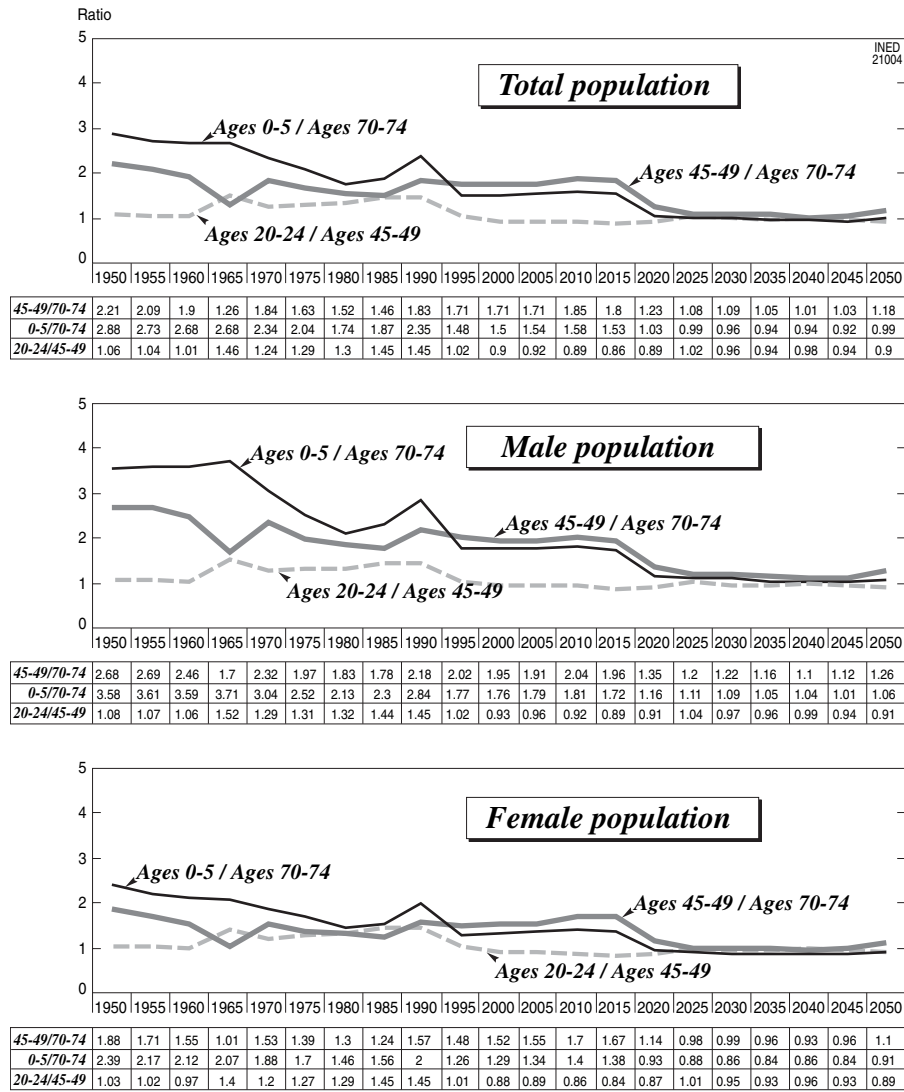 Ratio
5
INED
21004
Total population
4
Ages 0-5 / Ages 70-74
3
Ages 45-49 / Ages 70-74
2
1
Ages 20-24 / Ages 45-49
0
1950 1955 1960 1965 1970 1975 1980 1985 1990 1995 2000 2005 2010 2015 2020 2025 2030 2035 2040 2045 2050
45-49/70-74 2.21 2.09 1.9 1.26 1.84 1.63 1.52 1.46 1.83 1.71 1.71 1.71 1.85 1.8 1.23 1.08 1.09 1.05 1.01 1.03 1.18
0-5/70-74 2.88 2.73 2.68 2.68 2.34 2.04 1.74 1.87 2.35 1.48 1.5 1.54 1.58 1.53 1.03 0.99 0.96 0.94 0.94 0.92 0.99
20-24/45-49 1.06 1.04 1.01 1.46 1.24 1.29 1.3 1.45 1.45 1.02 0.9 0.92 0.89 0.86 0.89 1.02 0.96 0.94 0.98 0.94 0.9
5
Male population
4
Ages 0-5 / Ages 70-74
3
Ages 45-49 / Ages 70-74
2
1
Ages 20-24 / Ages 45-49
0
1950 1955 1960 1965 1970 1975 1980 1985 1990 1995 2000 2005 2010 2015 2020 2025 2030 2035 2040 2045 2050
45-49/70-74 2.68 2.69 2.46 1.7 2.32 1.97 1.83 1.78 2.18 2.02 1.95 1.91 2.04 1.96 1.35 1.2 1.22 1.16 1.1 1.12 1.26
0-5/70-74 3.58 3.61 3.59 3.71 3.04 2.52 2.13 2.3 2.84 1.77 1.76 1.79 1.81 1.72 1.16 1.11 1.09 1.05 1.04 1.01 1.06
20-24/45-49 1.08 1.07 1.06 1.52 1.29 1.31 1.32 1.44 1.45 1.02 0.93 0.96 0.92 0.89 0.91 1.04 0.97 0.96 0.99 0.94 0.91
5
Female population
4
3
Ages 0-5 / Ages 70-74
2
Ages 45-49 / Ages 70-74
1
Ages 20-24 / Ages 45-49
0
1950 1955 1960 1965 1970 1975 1980 1985 1990 1995 2000 2005 2010 2015 2020 2025 2030 2035 2040 2045 2050
45-49/70-74 1.88 1.71 1.55 1.01 1.53 1.39 1.3 1.24 1.57 1.48 1.52 1.55 1.7 1.67 1.14 0.98 0.99 0.96 0.93 0.96 1.1
0-5/70-74 2.39 2.17 2.12 2.07 1.88 1.7 1.46 1.56 2 1.26 1.29 1.34 1.4 1.38 0.93 0.88 0.86 0.84 0.86 0.84 0.91
20-24/45-49 1.03 1.02 0.97 1.4 1.2 1.27 1.29 1.45 1.45 1.01 0.88 0.89 0.86 0.84 0.87 1.01 0.95 0.93 0.96 0.93 0.89